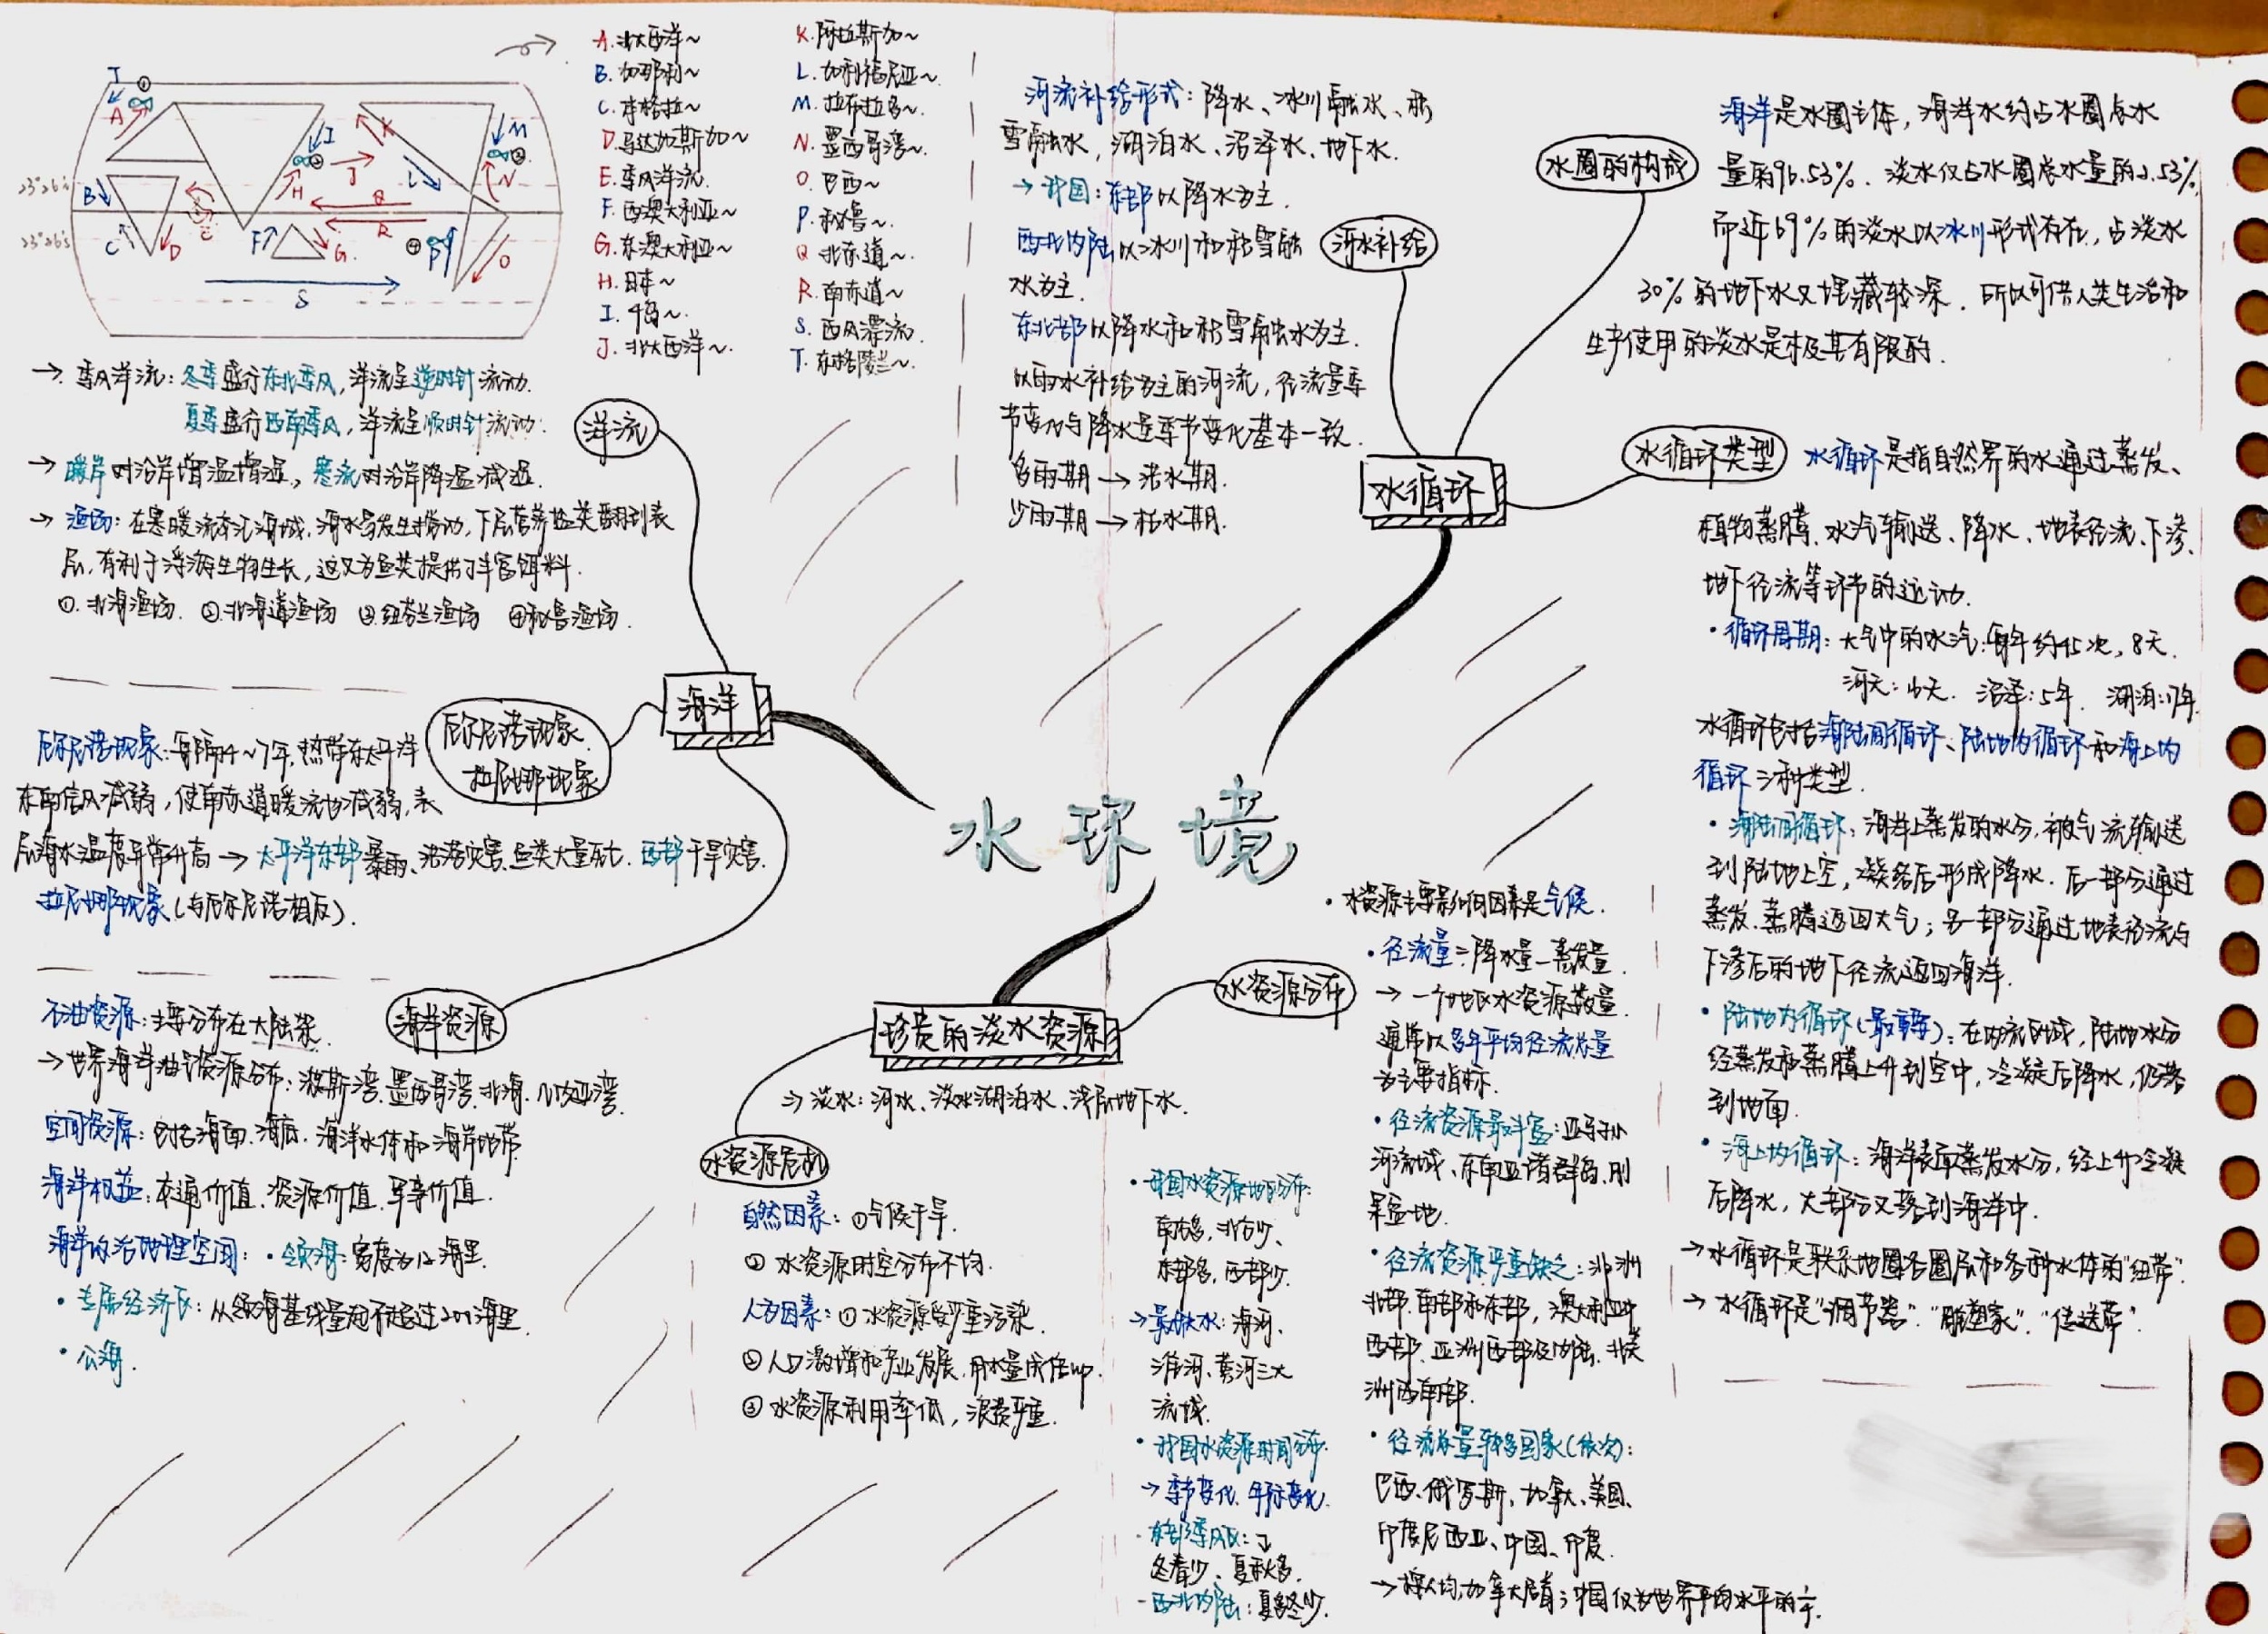 A. 北大西洋~
B. 加那利~
C. 本格拉~
D. 马达加斯加~
E. 季风洋流.
F. 西澳大利亚~
G. 东澳大利亚~
H. 日本~
I. 千岛~.
J. 北大西洋~.
K. 阿拉斯加~
L. 加利福尼亚~.
M. 拉布拉多~.
N. 墨西哥湾~.
O. 巴西~
P. 秘鲁~.
Q. 北赤道~.
R. 南赤道~
S. 西风漂流.
T. 东格陵兰~.
T ①
A
B
C
D
E
F
G
H
I ②
J
K
L
M ③
N
O
④ P
Q
R
S
23°26′N
23°26′S
→ 季风洋流: 冬季盛行东北季风, 洋流呈逆时针流动.
夏季盛行西南季风, 洋流呈顺时针流动.
洋流
→ 暖流对沿岸增温增湿, 寒流对沿岸降温减湿.
→ 渔场: 在寒暖流交汇海域, 海水易发生搅动, 下层营养盐类翻到表
层, 有利于浮游生物生长, 这又为鱼类提供了丰富饵料.
①. 北海渔场. ②北海道渔场 ③纽芬兰渔场 ④秘鲁渔场.
海洋
厄尔尼诺现象.
拉尼娜现象
厄尔尼诺现象: 每隔4~7年, 热带东太平洋
东南信风减弱, 使南赤道暖流也减弱, 表
层海水温度异常升高 → 太平洋东部暴雨、洪涝灾害, 鱼类大量死亡. 西部干旱灾害.
拉尼娜现象 (与厄尔尼诺相反).
海洋资源
石油资源: 主要分布在大陆架.
→ 世界海洋油气资源分布: 波斯湾. 墨西哥湾. 北海. 几内亚湾.
空间资源: 包括海面. 海底. 海洋水体和海岸地带
海洋权益: 交通价值. 资源价值. 军事价值.
海洋政治地理空间: · 领海: 宽度为12海里.
· 专属经济区: 从领海基线量起不超过200海里.
· 公海.
水环境
河流补给形式: 降水、冰川融水、积
雪融水, 湖泊水、沼泽水、地下水.
→ 我国: 东部以降水为主.
西北内陆以冰川和积雪融
水为主.
东北部以降水和积雪融水为主.
以雨水补给为主的河流, 径流量季
节变化与降水量季节变化基本一致.
多雨期 → 洪水期.
少雨期 → 枯水期.
河水补给
水圈的构成
海洋是水圈主体, 海洋水约占水圈总水
量的96.53%. 淡水仅占水圈总水量的2.53%,
而近69%的淡水以冰川形式存在, 占淡水
30%的地下水又埋藏较深. 所以可供人类生活和
生产使用的淡水是极其有限的.
水循环
水循环类型
水循环是指自然界的水通过蒸发、
植物蒸腾、水汽输送、降水、地表径流、下渗、
地下径流等环节的运动.
· 循环周期: 大气中的水汽: 每年约45次, 8天.
沼泽: 5年. 湖泊: 17年.
水循环包括海陆间循环、陆地内循环和海上内
循环三种类型.
· 海陆间循环: 海洋上蒸发的水分, 被气流输送
到陆地上空, 凝结后形成降水. 后一部分通过
蒸发. 蒸腾返回大气; 另一部分通过地表径流与
下渗后的地下径流返回海洋.
· 陆地内循环 (最重要): 在内流区域, 陆地水分
经蒸发和蒸腾上升到空中, 冷凝后降水, 仍落
到地面.
· 海上内循环: 海洋表面蒸发水分, 经上升冷凝
后降水, 大部分又落到海洋中.
→ 水循环是联系地圈各圈层和各种水体的“纽带”.
→ 水循环是“调节器”. “雕塑家”. “传送带”.
珍贵的淡水资源
⇒ 淡水: 河水、淡水湖泊水、浅层地下水.
水资源危机
自然因素: ①气候干旱.
② 水资源时空分布不均.
人为因素: ① 水资源受严重污染.
② 人口激增和产业发展, 用水量成倍up.
③ 水资源利用率低, 浪费严重.
水资源分布
· 水资源主要影响因素是气候.
· 径流量 = 降水量 — 蒸发量.
→ 一个地区水资源数量
通常以多年平均径流总量
为主要指标.
· 径流资源最丰富: 亚马孙
河流域、东南亚诸群岛, 刚
果盆地.
· 径流资源严重缺乏: 非洲
北部. 南部和东部, 澳大利亚中
西部. 亚洲西部及内陆. 北美
洲西南部.
· 径流总量较多国家 (依次):
巴西. 俄罗斯, 加拿大、美国、
印度尼西亚、中国、印度.
→ 按人均, 加拿大居首; 中国仅为世界平均水平的
· 我国水资源地区分布:
南方多, 北方少、
东部多, 西部少.
→ 最缺水: 海河、
淮河、黄河三大
流域.
· 我国水资源时间分布:
→ 季节变化. 年际变化.
· 东部季风区:
冬春少、夏秋多.
- 西北内陆: 夏多冬少.